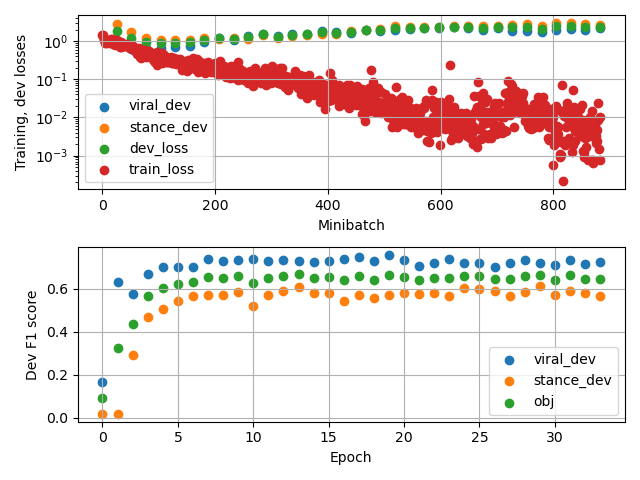 Training, dev losses
10⁰
10⁻¹
10⁻²
10⁻³
viral_dev
stance_dev
dev_loss
train_loss
0 200 400 600 800
Minibatch
Dev F1 score
0.6
0.4
0.2
0.0
viral_dev
stance_dev
obj
0 5 10 15 20 25 30
Epoch